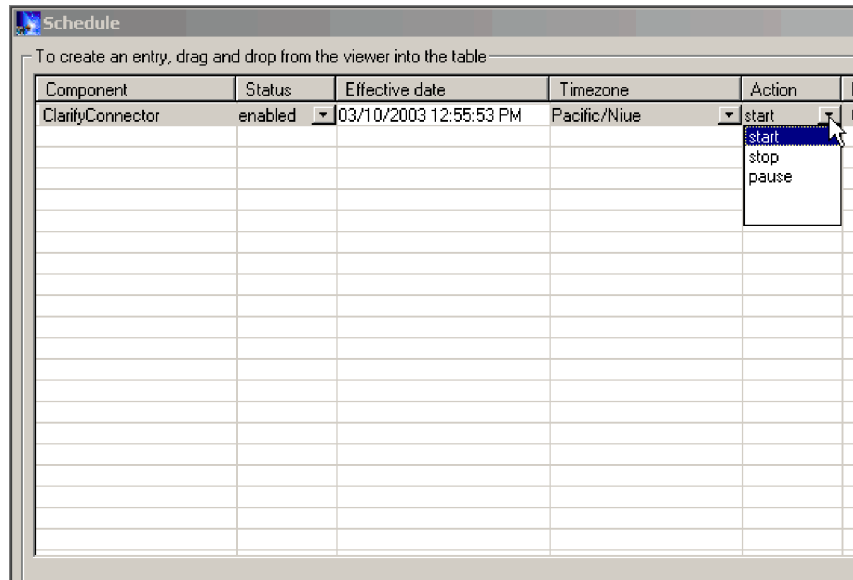 Schedule
To create an entry, drag and drop from the viewer into the table
Component Status Effective date Timezone Action
ClarifyConnector enabled 03/10/2003 12:55:53 PM Pacific/Niue start
start
stop
pause